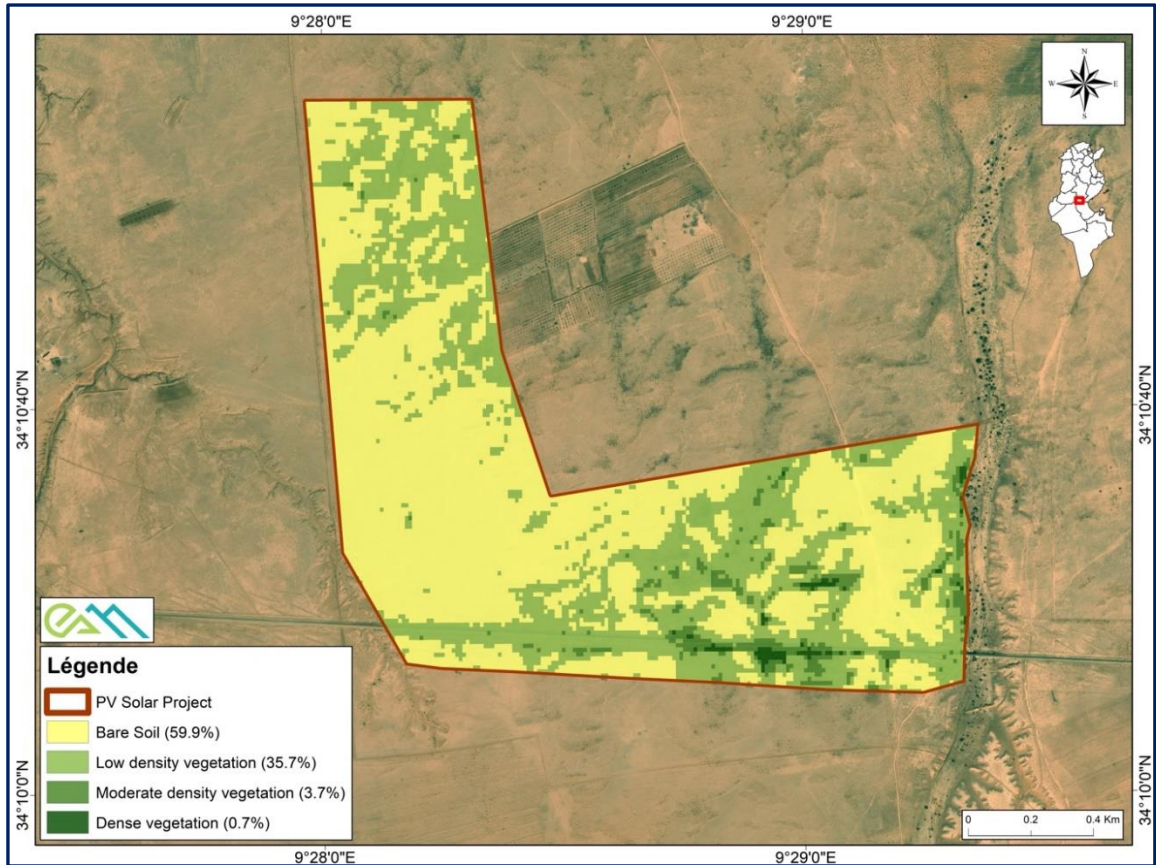 9°28'0"E
9°29'0"E
N
W
E
S
34°10'40"N
34°10'40"N
Légende
PV Solar Project
Bare Soil (59.9%)
Low density vegetation (35.7%)
Moderate density vegetation (3.7%)
Dense vegetation (0.7%)
34°10'0"N
34°10'0"N
0 0.2 0.4 Km
9°28'0"E
9°29'0"E